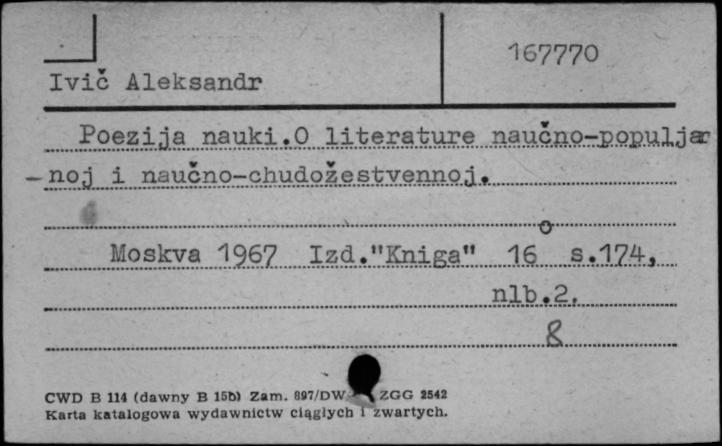 167770
Ivič Aleksandr
Poezija nauki.O literature naučno-populjar
-noj i naučno-chudožestvennoj.
Moskva 1967 Izd."Kniga" 16° s.174,
nlb.2.
8
CWD B 114 (dawny B 15b) Zam. 897/DW ZGG 2542
Karta katalogowa wydawnictw ciągłych i zwartych.